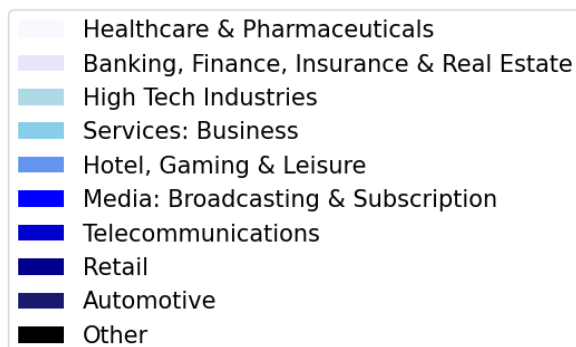 Healthcare & Pharmaceuticals
Banking, Finance, Insurance & Real Estate
High Tech Industries
Services: Business
Hotel, Gaming & Leisure
Media: Broadcasting & Subscription
Telecommunications
Retail
Automotive
Other